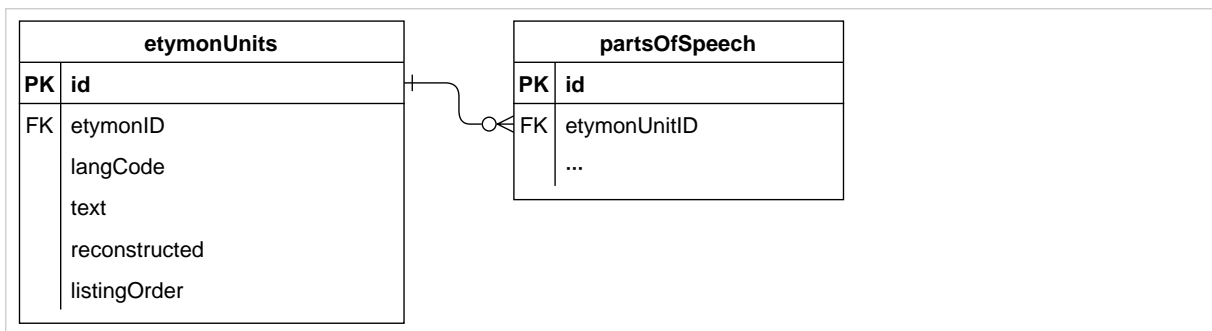 etymonUnits
PK id
FK etymonID
langCode
text
reconstructed
listingOrder
partsOfSpeech
PK id
FK etymonUnitID
...